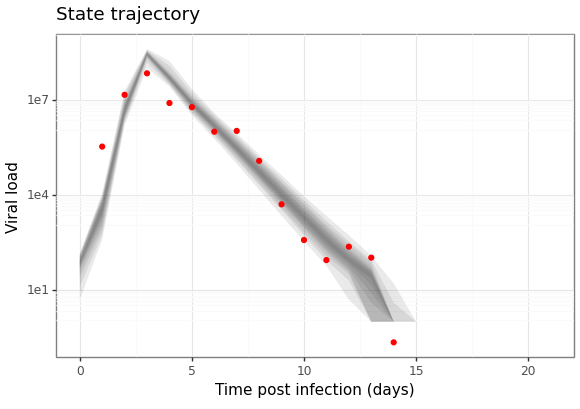 State trajectory
Viral load
1e7
1e4
1e1
0 5 10 15 20
Time post infection (days)